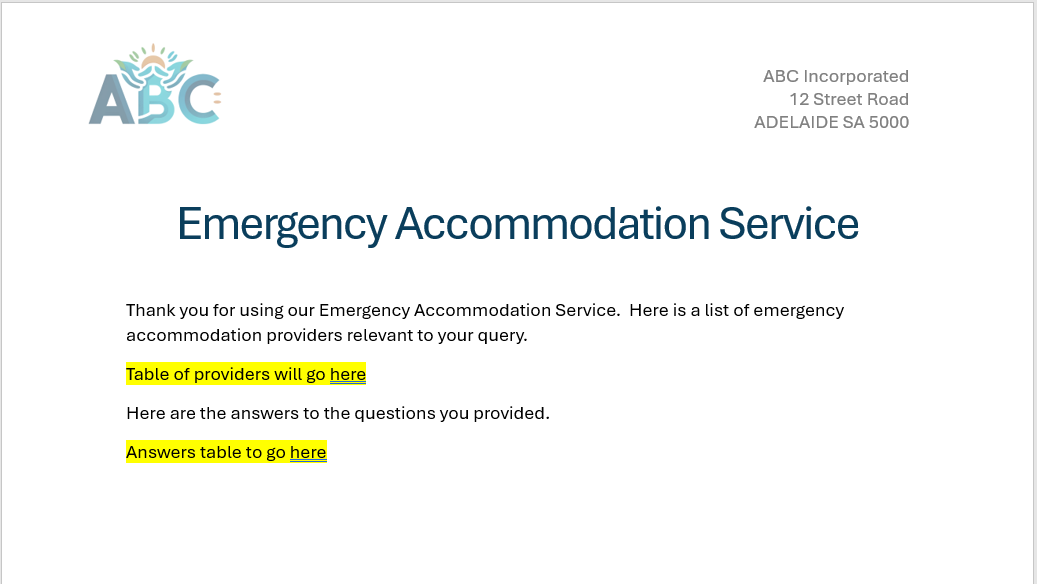 ABC
ABC Incorporated
12 Street Road
ADELAIDE SA 5000
Emergency Accommodation Service
Thank you for using our Emergency Accommodation Service.  Here is a list of emergency
accommodation providers relevant to your query.
Table of providers will go here
Here are the answers to the questions you provided.
Answers table to go here